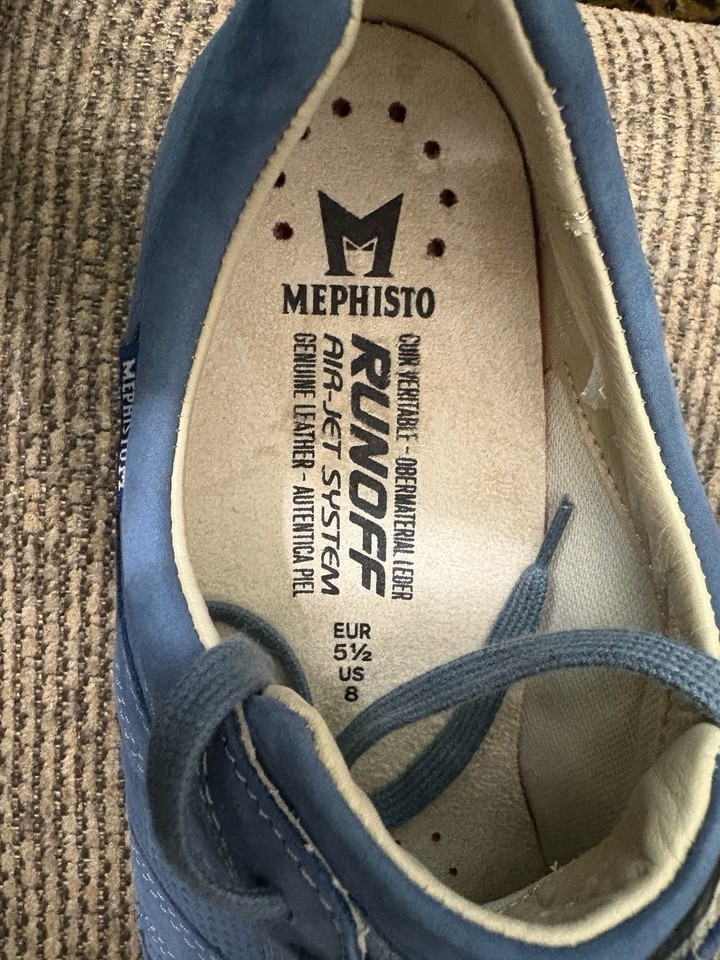 MEPHISTO
CUIR VERITABLE - OBERMATERIAL LEDER
RUNOFF
AIR-JET SYSTEM
GENUINE LEATHER - AUTENTICA PIEL
EUR
5½
US
8
MEPHISTO